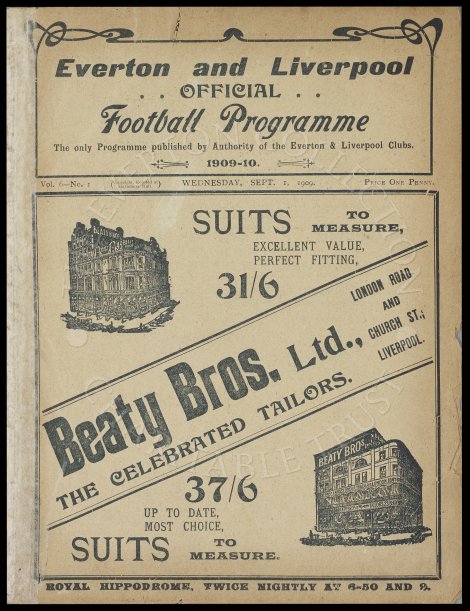 Everton and Liverpool
. . OFFICIAL . .
Football Programme
The only Programme published by Authority of the Everton & Liverpool Clubs.
1909-10.
Vol. 6—No. 1
WEDNESDAY, SEPT. 1, 1909.
PRICE ONE PENNY.
SUITS TO MEASURE,
EXCELLENT VALUE,
PERFECT FITTING,
31/6
Beaty Bros. Ltd.,
LONDON ROAD
AND
CHURCH ST.;
LIVERPOOL.
THE CELEBRATED TAILORS.
37/6
UP TO DATE,
MOST CHOICE,
SUITS TO MEASURE.
BEATY BROS
ROYAL HIPPODROME, TWICE NIGHTLY AT 6-50 AND 9.